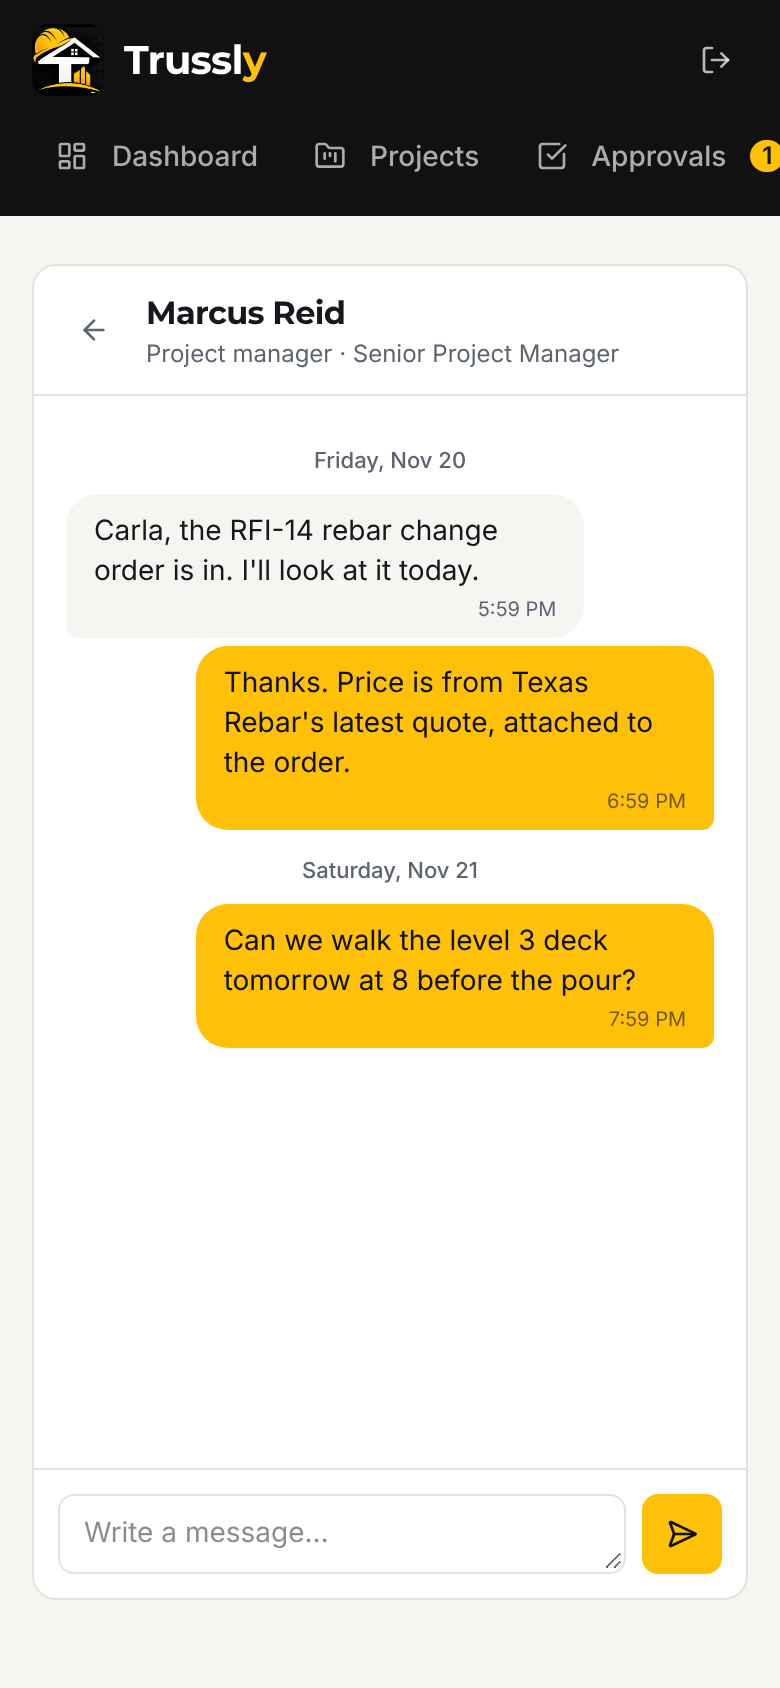 Trussly
Dashboard
Projects
Approvals
1
Marcus Reid
Project manager · Senior Project Manager
Friday, Nov 20
Carla, the RFI-14 rebar change
order is in. I'll look at it today.
5:59 PM
Thanks. Price is from Texas
Rebar's latest quote, attached to
the order.
6:59 PM
Saturday, Nov 21
Can we walk the level 3 deck
tomorrow at 8 before the pour?
7:59 PM
Write a message...